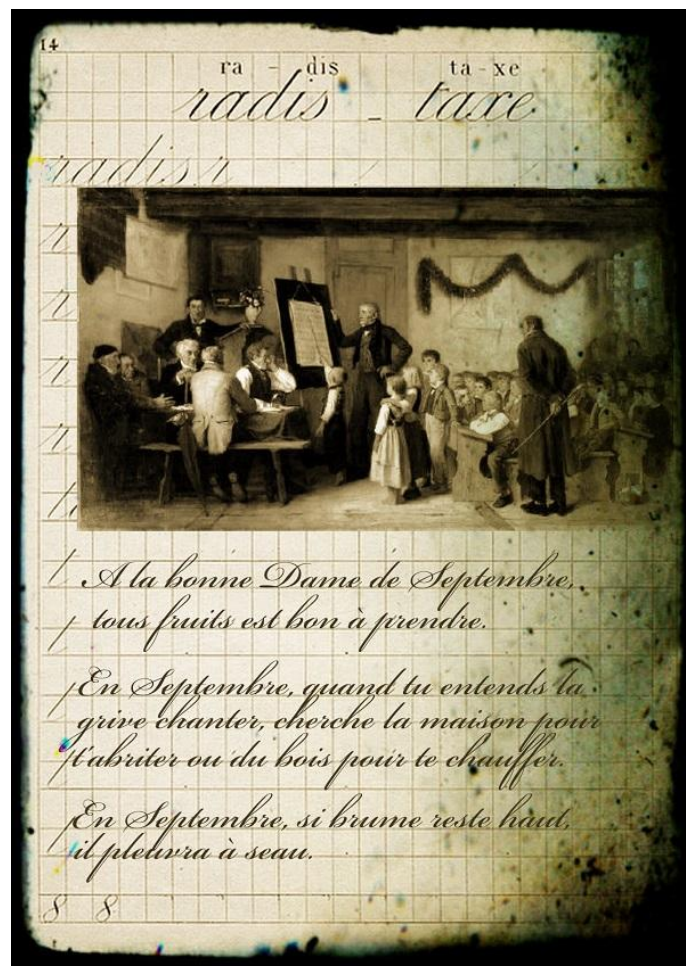 14
ra - dis ta - xe
radis - taxe
radis r
r
r
r
r
t
A la bonne Dame de Septembre,
tous fruits est bon à prendre.
En Septembre, quand tu entends la
grive chanter, cherche la maison pour
t'abriter ou du bois pour te chauffer.
En Septembre, si brume reste haut,
il pleuvra à seau.
8 8